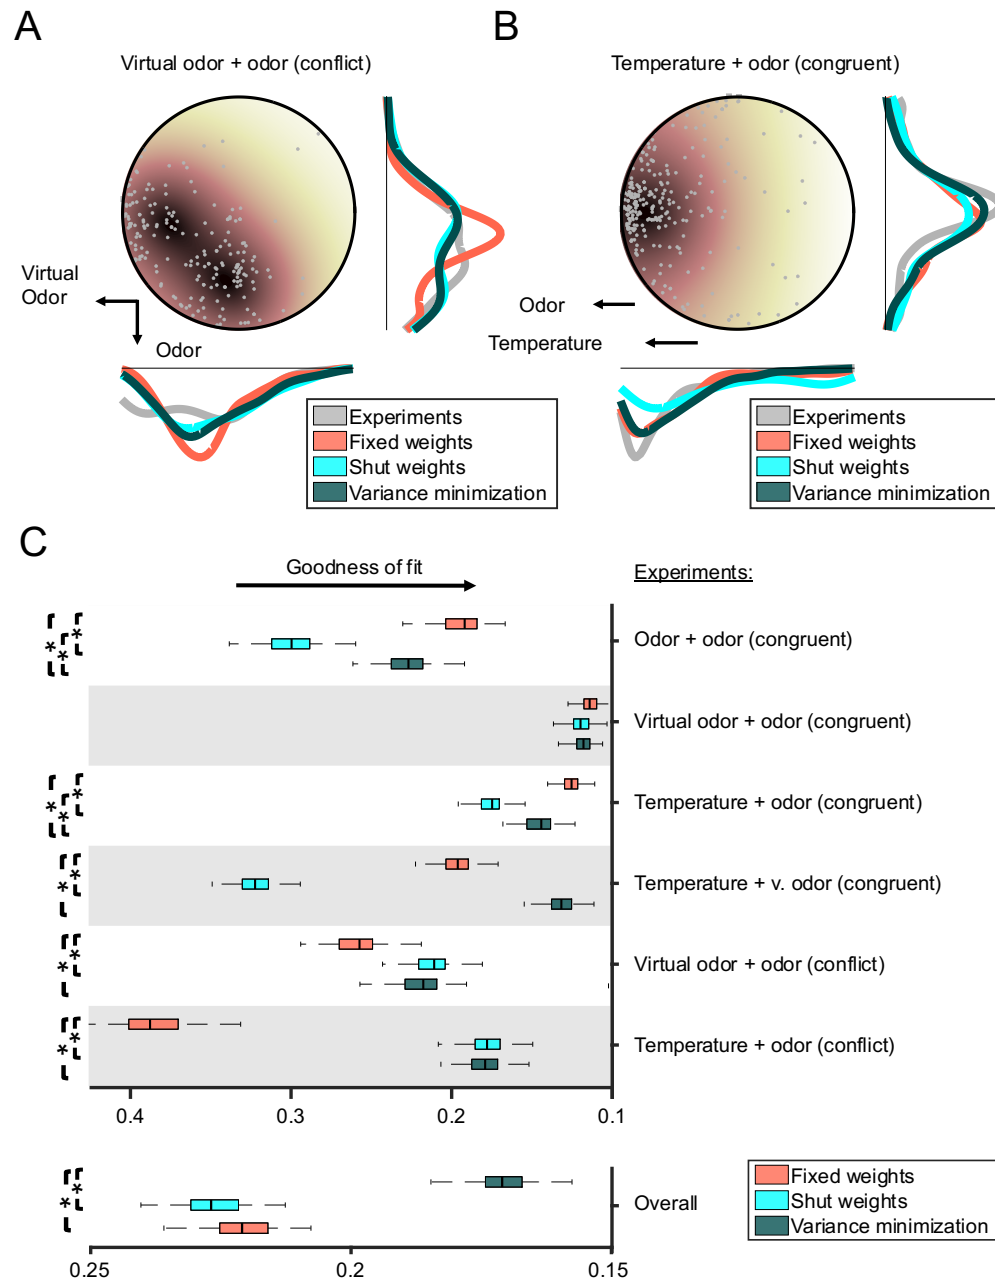 A
B
Virtual odor + odor (conflict)
Temperature + odor (congruent)
Virtual
Odor
Odor
Odor
Temperature
Experiments
Fixed weights
Shut weights
Variance minimization
Experiments
Fixed weights
Shut weights
Variance minimization
C
Goodness of fit
Experiments:
Odor + odor (congruent)
Virtual odor + odor (congruent)
Temperature + odor (congruent)
Temperature + v. odor (congruent)
Virtual odor + odor (conflict)
Temperature + odor (conflict)
0.4 0.3 0.2 0.1
Overall
Fixed weights
Shut weights
Variance minimization
0.25 0.2 0.15